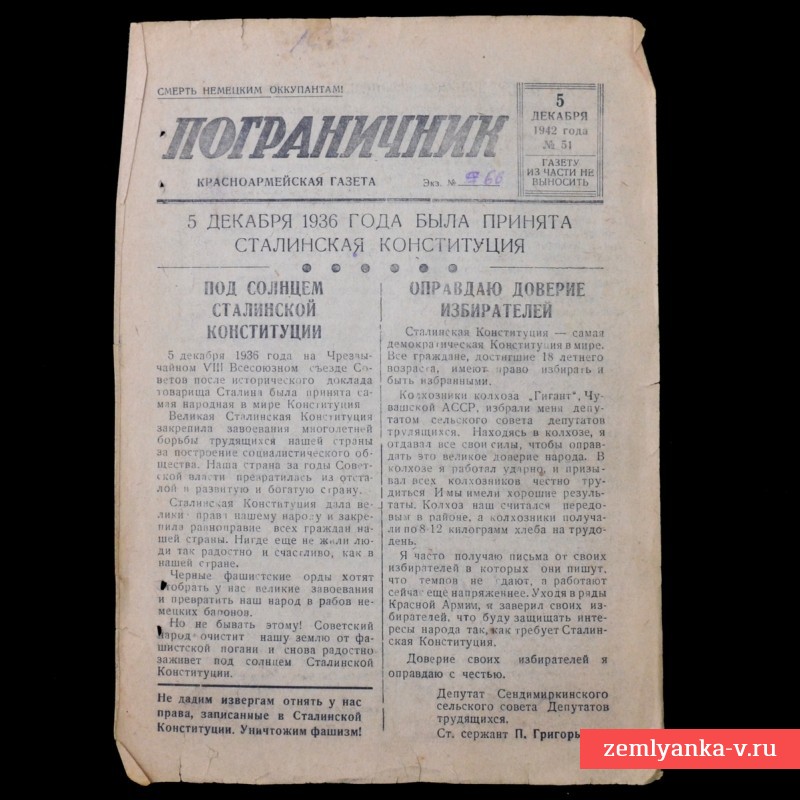 СМЕРТЬ НЕМЕЦКИМ ОККУПАНТАМ!
ПОГРАНИЧНИК
КРАСНОАРМЕЙСКАЯ ГАЗЕТА
Экз. № 66
5
ДЕКАБРЯ
1942 года
№ 51
ГАЗЕТУ
ИЗ ЧАСТИ НЕ
ВЫНОСИТЬ
5 ДЕКАБРЯ 1936 ГОДА БЫЛА ПРИНЯТА
СТАЛИНСКАЯ КОНСТИТУЦИЯ
ПОД СОЛНЦЕМ
СТАЛИНСКОЙ
КОНСТИТУЦИИ
5 декабря 1936 года на Чрезвы-
чайном VIII Всесоюзном съезде Со-
ветов после исторического доклада
товарища Сталина была принята са-
мая народная в мире Конституция
Великая Сталинская Конституция
закрепила завоевания многолетней
борьбы трудящихся нашей страны
за построение социалистического об-
щества. Наша страна за годы Совет-
ской власти превратилась из отста-
лой в развитую и богатую страну.
Сталинская Конституция дала ве-
лики права нашему народу и закре-
пила равноправие всех граждан на-
шей страны. Нигде еще не жили лю-
ди так радостно и счастливо, как в
нашей стране.
Черные фашистские орды хотят
отобрать у нас великие завоевания
и превратить наш народ в рабов не-
мецких баронов.
Но не бывать этому! Советский
народ очистит нашу землю от фа-
шистской погани и снова радостно
заживет под солнцем Сталинской
Конституции.
Не дадим извергам отнять у нас
права, записанные в Сталинской
Конституции. Уничтожим фашизм!
ОПРАВДАЮ ДОВЕРИЕ
ИЗБИРАТЕЛЕЙ
Сталинская Конституция — самая
демократическая Конституция в мире.
Все граждане, достигшие 18 летнего
возраста, имеют право избирать и
быть избранными.
Колхозники колхоза „Гигант", Чу-
вашской АССР, избрали меня депу-
татом сельского совета депутатов
трудящихся. Находясь в колхозе, я
отдавал все свои силы, чтобы оправ-
дать это великое доверие народа. В
колхозе я работал ударно, и призы-
вал всех колхозников честно тру-
диться И мы имели хорошие резуль-
таты. Колхоз наш считался передо-
вым в районе, а колхозники получа-
ли по 8-12 килограмм хлеба на трудо-
день.
Я часто получаю письма от своих
избирателей в которых они пишут,
что темпов не сдают, а работают
сейчас еще напряженнее. Уходя в ряды
Красной Армии, я заверил своих из-
бирателей, что буду защищать инте-
ресы народа так, как требует Сталин-
ская Конституция.
Доверие своих избирателей я
оправдаю с честью.
Депутат Сендимиркинского
сельского совета Депутатов
трудящихся.
Ст. сержант П. Григорь
zemlyanka-v.ru